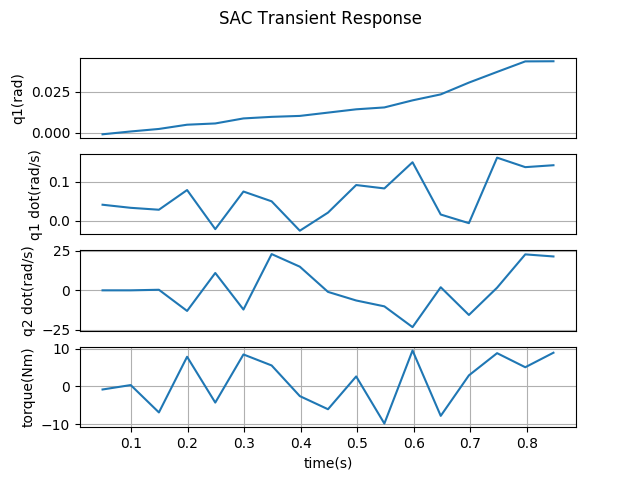 SAC Transient Response
q1(rad)
0.025
0.000
q1 dot(rad/s)
0.1
0.0
q2 dot(rad/s)
25
0
−25
torque(Nm)
10
0
−10
0.1 0.2 0.3 0.4 0.5 0.6 0.7 0.8
time(s)